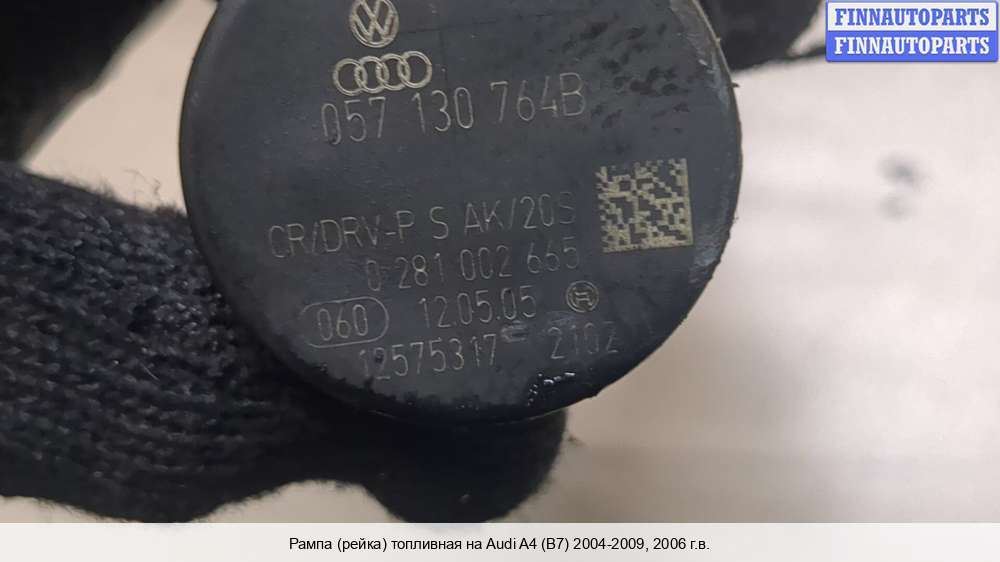 FINNAUTOPARTS
FINNAUTOPARTS
057 130 764B
CR/DRV-P S AK/20S
0 281 002 665
060 12.05.05
12575317 2102
Рампа (рейка) топливная на Audi A4 (B7) 2004-2009, 2006 г.в.